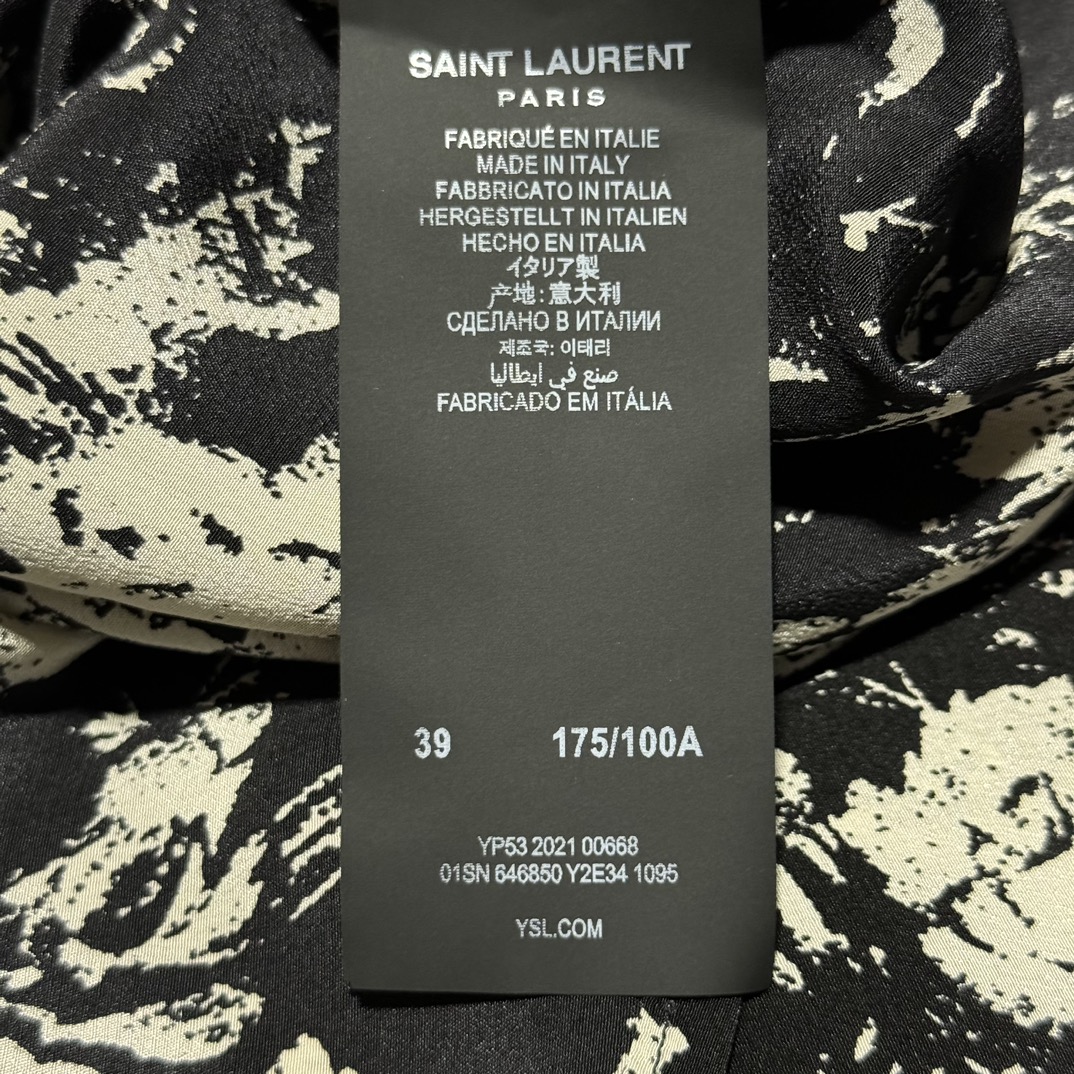 SAINT LAURENT
PARIS
FABRIQUÉ EN ITALIE
MADE IN ITALY
FABBRICATO IN ITALIA
HERGESTELLT IN ITALIEN
HECHO EN ITALIA
イタリア製
产地: 意大利
СДЕЛАНО В ИТАЛИИ
제조국: 이태리
صنع في ايطاليا
FABRICADO EM ITÁLIA
39 175/100A
YP53 2021 00668
01SN 646850 Y2E34 1095
YSL.COM